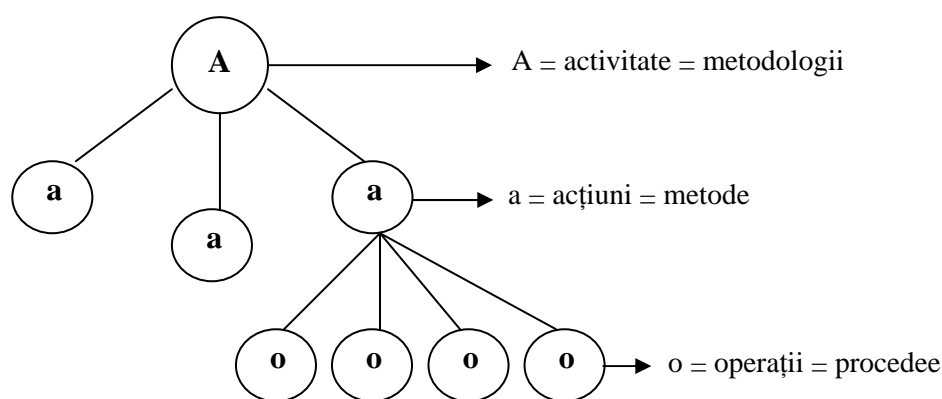 A
A = activitate = metodologii
a
a
a
a = acțiuni = metode
o
o
o
o
o = operații = procedee